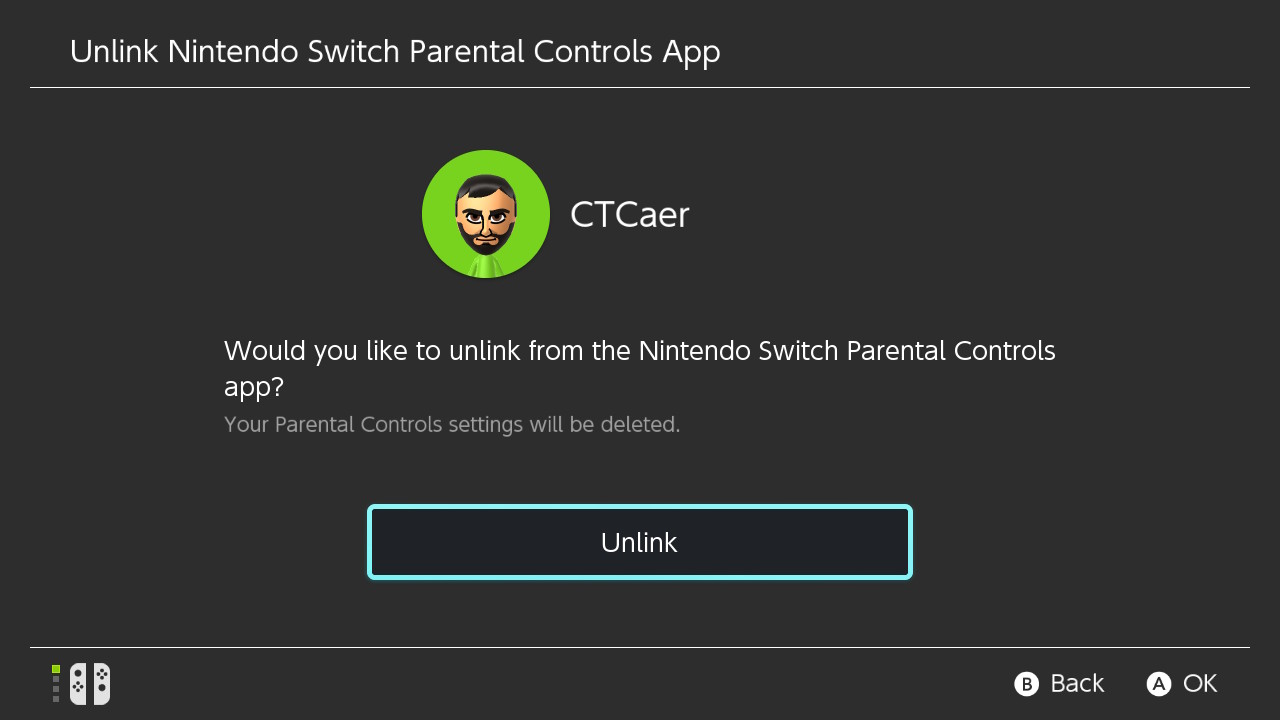 Unlink Nintendo Switch Parental Controls App
CTCaer
Would you like to unlink from the Nintendo Switch Parental Controls
app?
Your Parental Controls settings will be deleted.
Unlink
B Back A OK